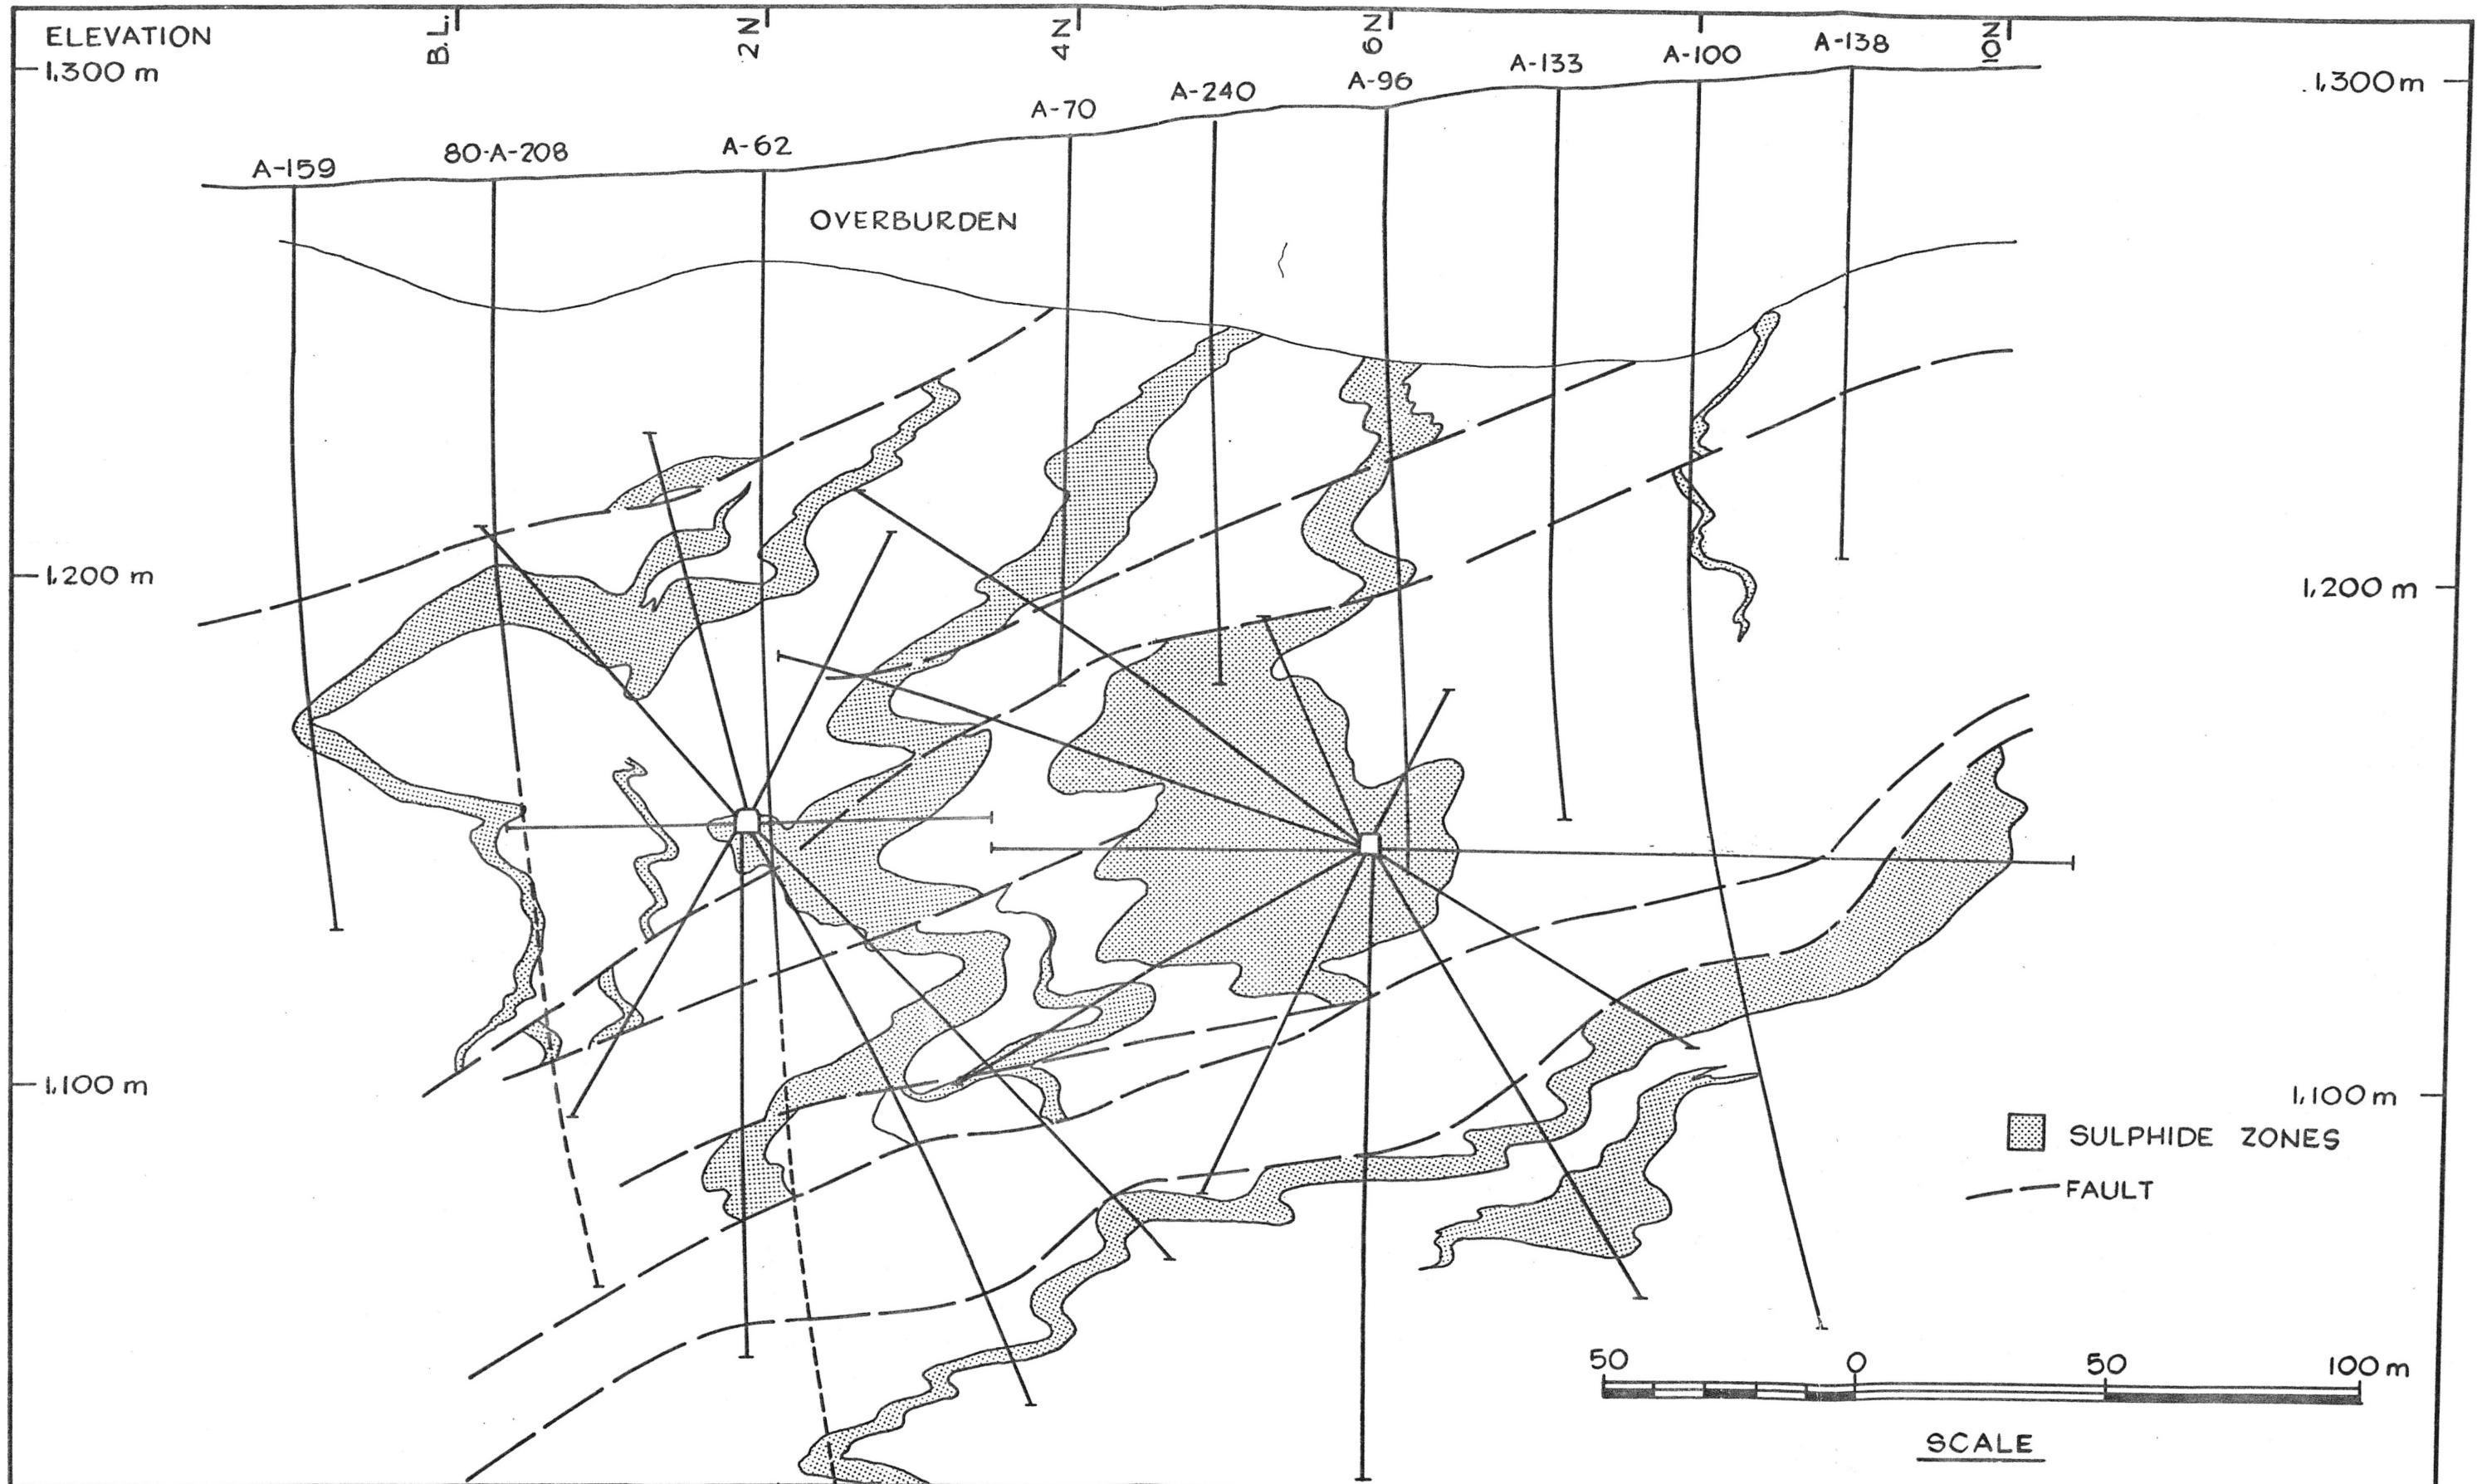 ELEVATION
B.L.
2N
4N
6N
10N
1,300 m
1,300 m
A-159
80-A-208
A-62
A-70
A-240
A-96
A-133
A-100
A-138
OVERBURDEN
1,200 m
1,200 m
1,100 m
1,100 m
SULPHIDE ZONES
FAULT
50 0 50 100 m
SCALE